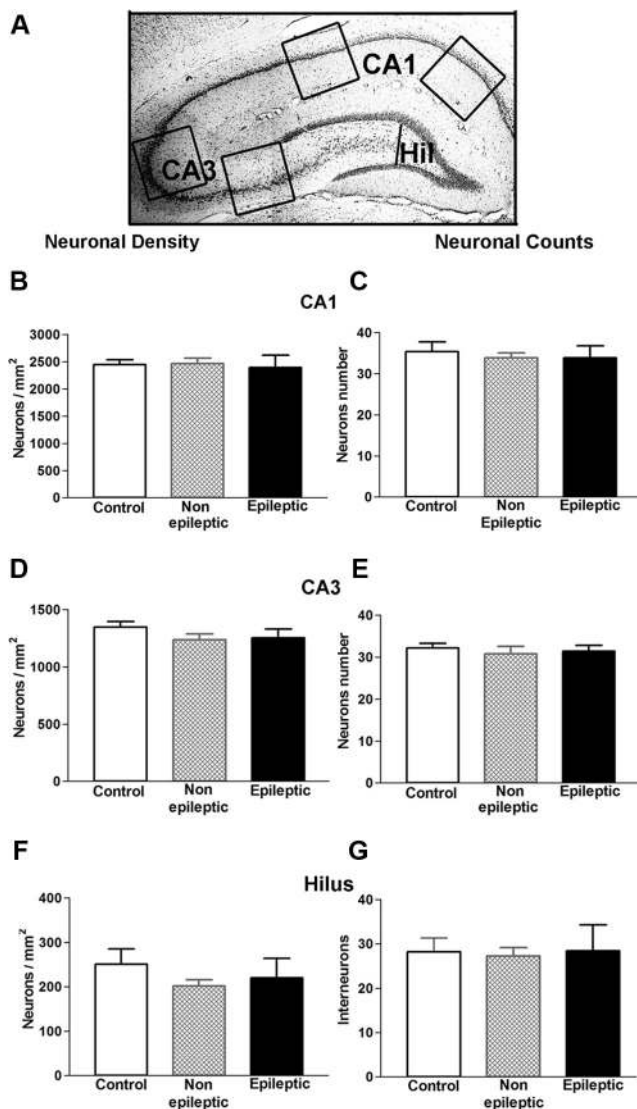 A
CA1
CA3
Hil
Neuronal Density
Neuronal Counts
B
C
CA1
Neurons / mm²
3000
2500
2000
1500
1000
500
0
Control
Non
epileptic
Epileptic
Neurons number
40
30
20
10
0
Control
Non
Epileptic
Epileptic
D
E
CA3
Neurons / mm²
1500
1000
500
0
Control
Non
epileptic
Epileptic
Neurons number
40
30
20
10
0
Control
Non
epileptic
Epileptic
F
G
Hilus
Neurons / mm²
400
300
200
100
0
Control
Non
epileptic
Epileptic
Interneurons
40
30
20
10
0
Control
Non
epileptic
Epileptic